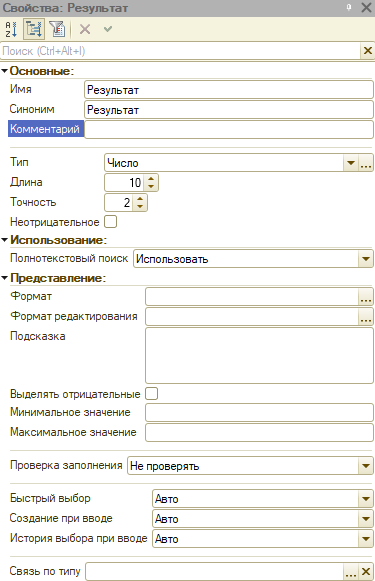 Свойства: Результат
Поиск (Ctrl+Alt+I)
Основные:
Имя Результат
Синоним Результат
Комментарий
Тип Число
Длина 10
Точность 2
Неотрицательное
Использование:
Полнотекстовый поиск Использовать
Представление:
Формат
Формат редактирования
Подсказка
Выделять отрицательные
Минимальное значение
Максимальное значение
Проверка заполнения Не проверять
Быстрый выбор Авто
Создание при вводе Авто
История выбора при вводе Авто
Связь по типу